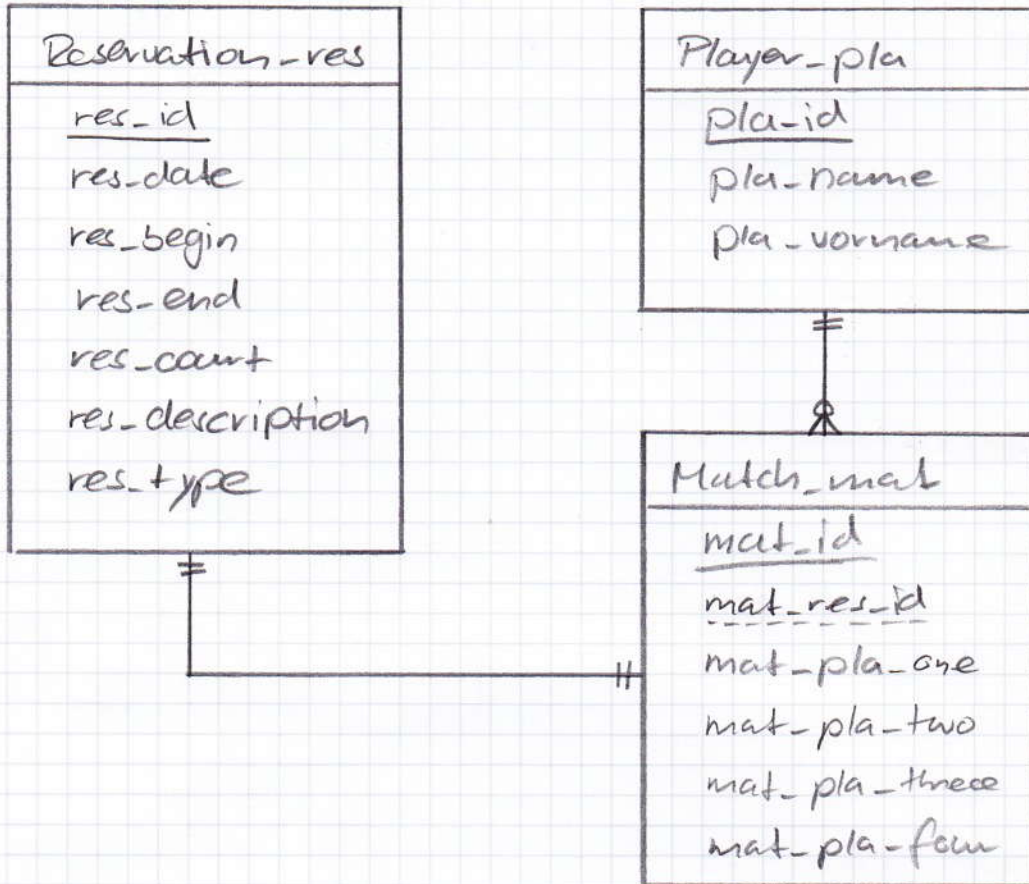 Reservation_res
res_id
res_date
res_begin
res_end
res_court
res_description
res_type
Player_pla
pla_id
pla_name
pla_vorname
Match_mat
mat_id
mat_res_id
mat_pla_one
mat_pla_two
mat_pla_three
mat_pla_four